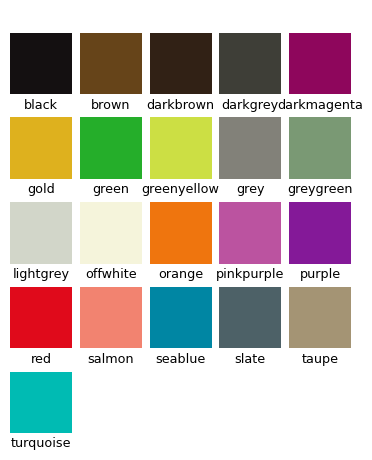 black brown darkbrown darkgrey darkmagenta
gold green greenyellow grey greygreen
lightgrey offwhite orange pinkpurple purple
red salmon seablue slate taupe
turquoise